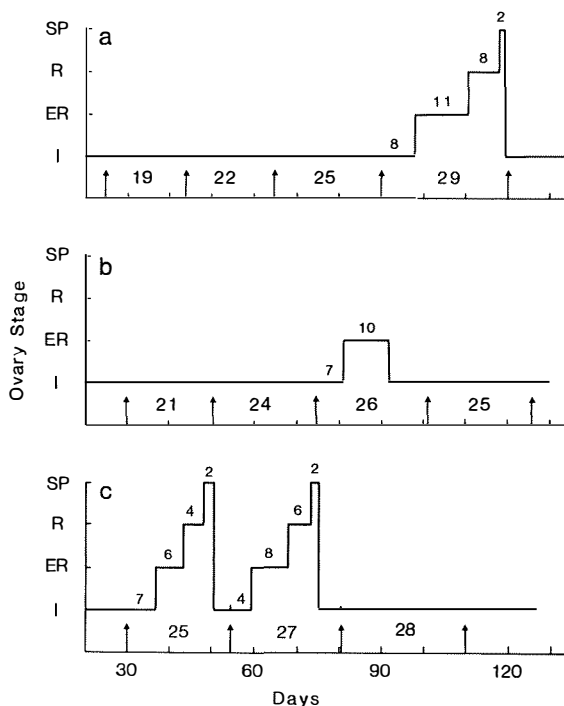 a
SP
R
ER
I
2
8
11
8
19 22 25 29
b
SP
R
ER
I
10
7
21 24 26 25
c
SP
R
ER
I
2 2
4 6
6 8
7 4
25 27 28
30 60 90 120
Days
Ovary Stage